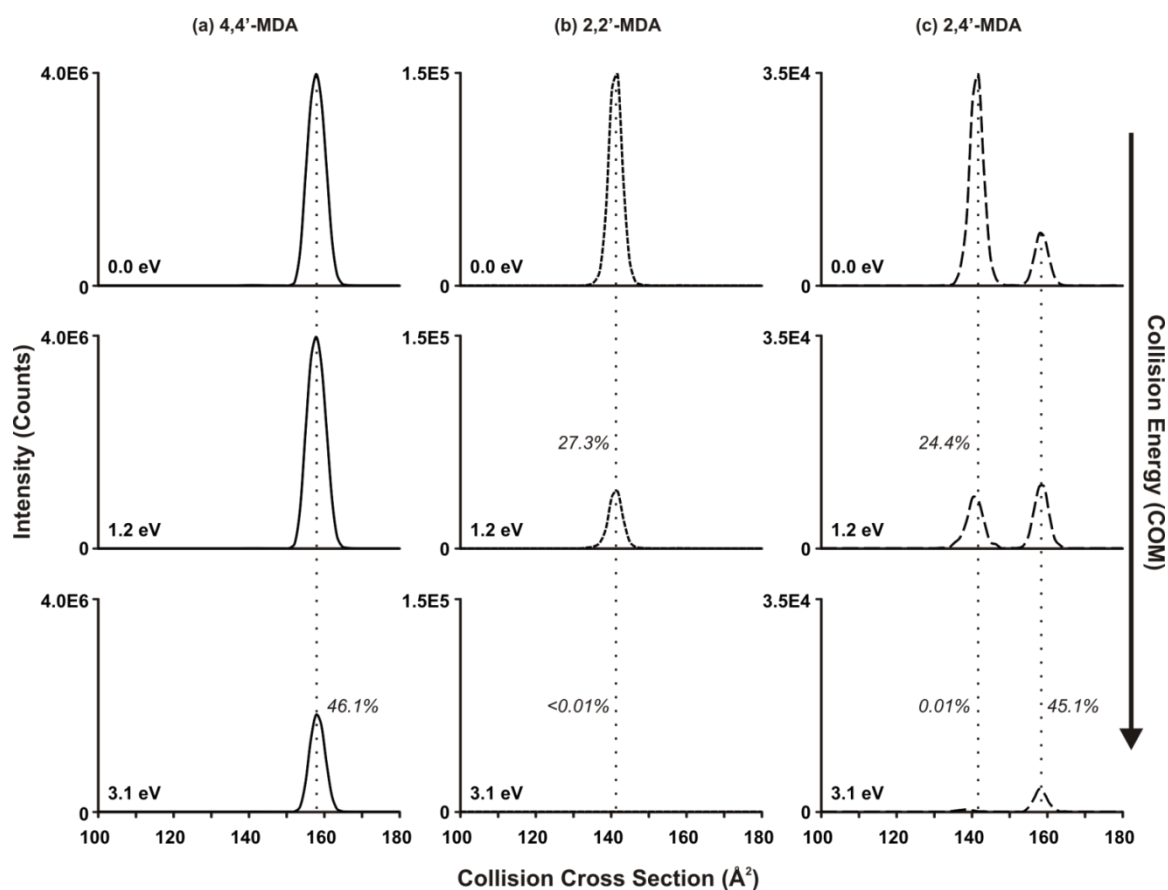 (a) 4,4'-MDA
(b) 2,2'-MDA
(c) 2,4'-MDA
4.0E6
0.0 eV
0
1.5E5
0.0 eV
0
3.5E4
0.0 eV
0
4.0E6
1.2 eV
0
1.5E5
27.3%
1.2 eV
0
3.5E4
24.4%
1.2 eV
0
4.0E6
46.1%
3.1 eV
0
100 120 140 160 180
1.5E5
<0.01%
3.1 eV
0
100 120 140 160 180
3.5E4
0.01%
45.1%
3.1 eV
0
100 120 140 160 180
Intensity (Counts)
Collision Energy (COM)
Collision Cross Section (Å²)